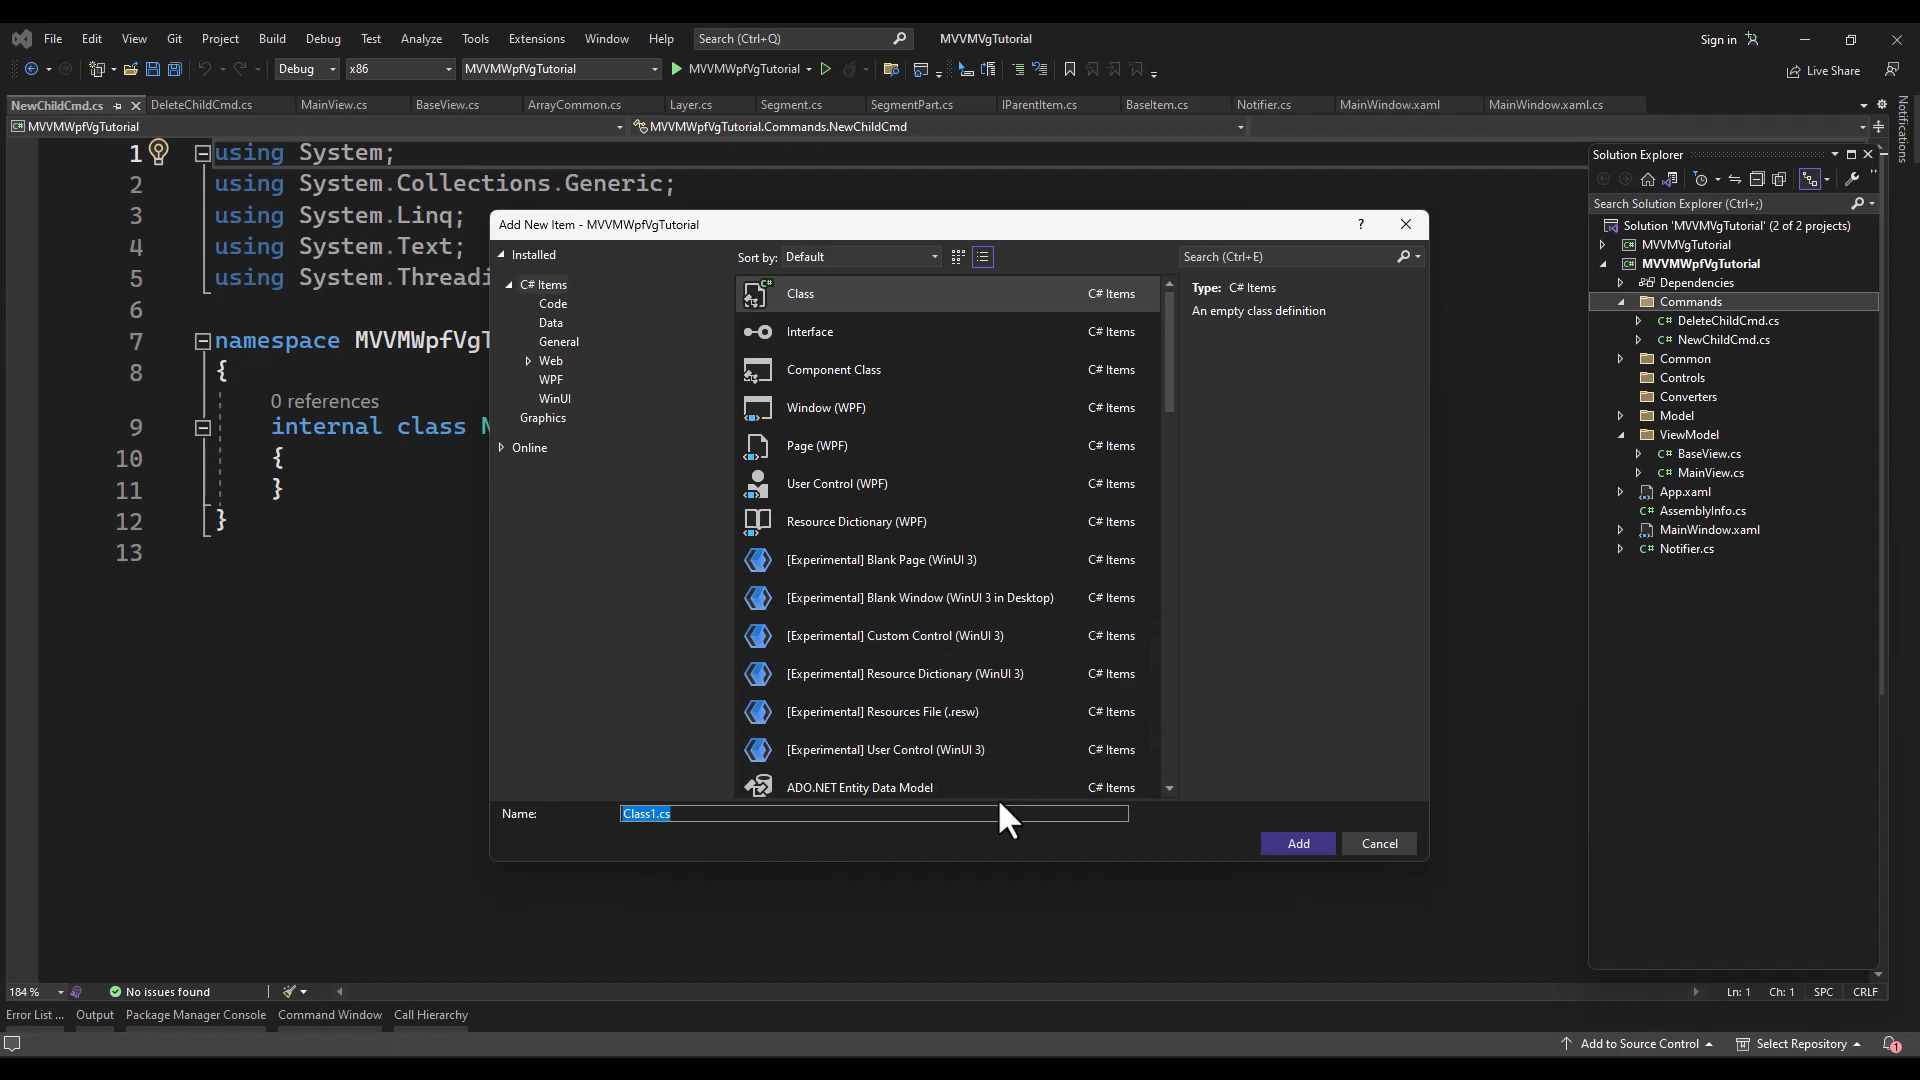 File Edit View Git Project Build Debug Test Analyze Tools Extensions Window Help Search (Ctrl+Q) MVVMVgTutorial Sign in
Debug x86 MVVMWpfVgTutorial MVVMWpfVgTutorial Live Share
NewChildCmd.cs DeleteChildCmd.cs MainView.cs BaseView.cs ArrayCommon.cs Layer.cs Segment.cs SegmentPart.cs IParentItem.cs BaseItem.cs Notifier.cs MainWindow.xaml MainWindow.xaml.cs
Notifications
MVVMWpfVgTutorial MVVMWpfVgTutorial.Commands.NewChildCmd
1 using System;
2 using System.Collections.Generic;
3 using System.Linq;
4 using System.Text;
5 using System.Threadi
6
7 namespace MVVMWpfVgT
8 {
0 references
9 internal class N
10 {
11 }
12 }
13
Add New Item - MVVMWpfVgTutorial
Installed
C# Items
Code
Data
General
Web
WPF
WinUI
Graphics
Online
Sort by: Default
Search (Ctrl+E)
Class C# Items
Interface C# Items
Component Class C# Items
Window (WPF) C# Items
Page (WPF) C# Items
User Control (WPF) C# Items
Resource Dictionary (WPF) C# Items
[Experimental] Blank Page (WinUI 3) C# Items
[Experimental] Blank Window (WinUI 3 in Desktop) C# Items
[Experimental] Custom Control (WinUI 3) C# Items
[Experimental] Resource Dictionary (WinUI 3) C# Items
[Experimental] Resources File (.resw) C# Items
[Experimental] User Control (WinUI 3) C# Items
ADO.NET Entity Data Model C# Items
Type: C# Items
An empty class definition
Name: Class1.cs
Add Cancel
Solution Explorer
Search Solution Explorer (Ctrl+;)
Solution 'MVVMVgTutorial' (2 of 2 projects)
MVVMVgTutorial
MVVMWpfVgTutorial
Dependencies
Commands
C# DeleteChildCmd.cs
C# NewChildCmd.cs
Common
Controls
Converters
Model
ViewModel
C# BaseView.cs
C# MainView.cs
App.xaml
C# AssemblyInfo.cs
MainWindow.xaml
C# Notifier.cs
184 % No issues found Ln: 1 Ch: 1 SPC CRLF
Error List ... Output Package Manager Console Command Window Call Hierarchy
Add to Source Control Select Repository 1